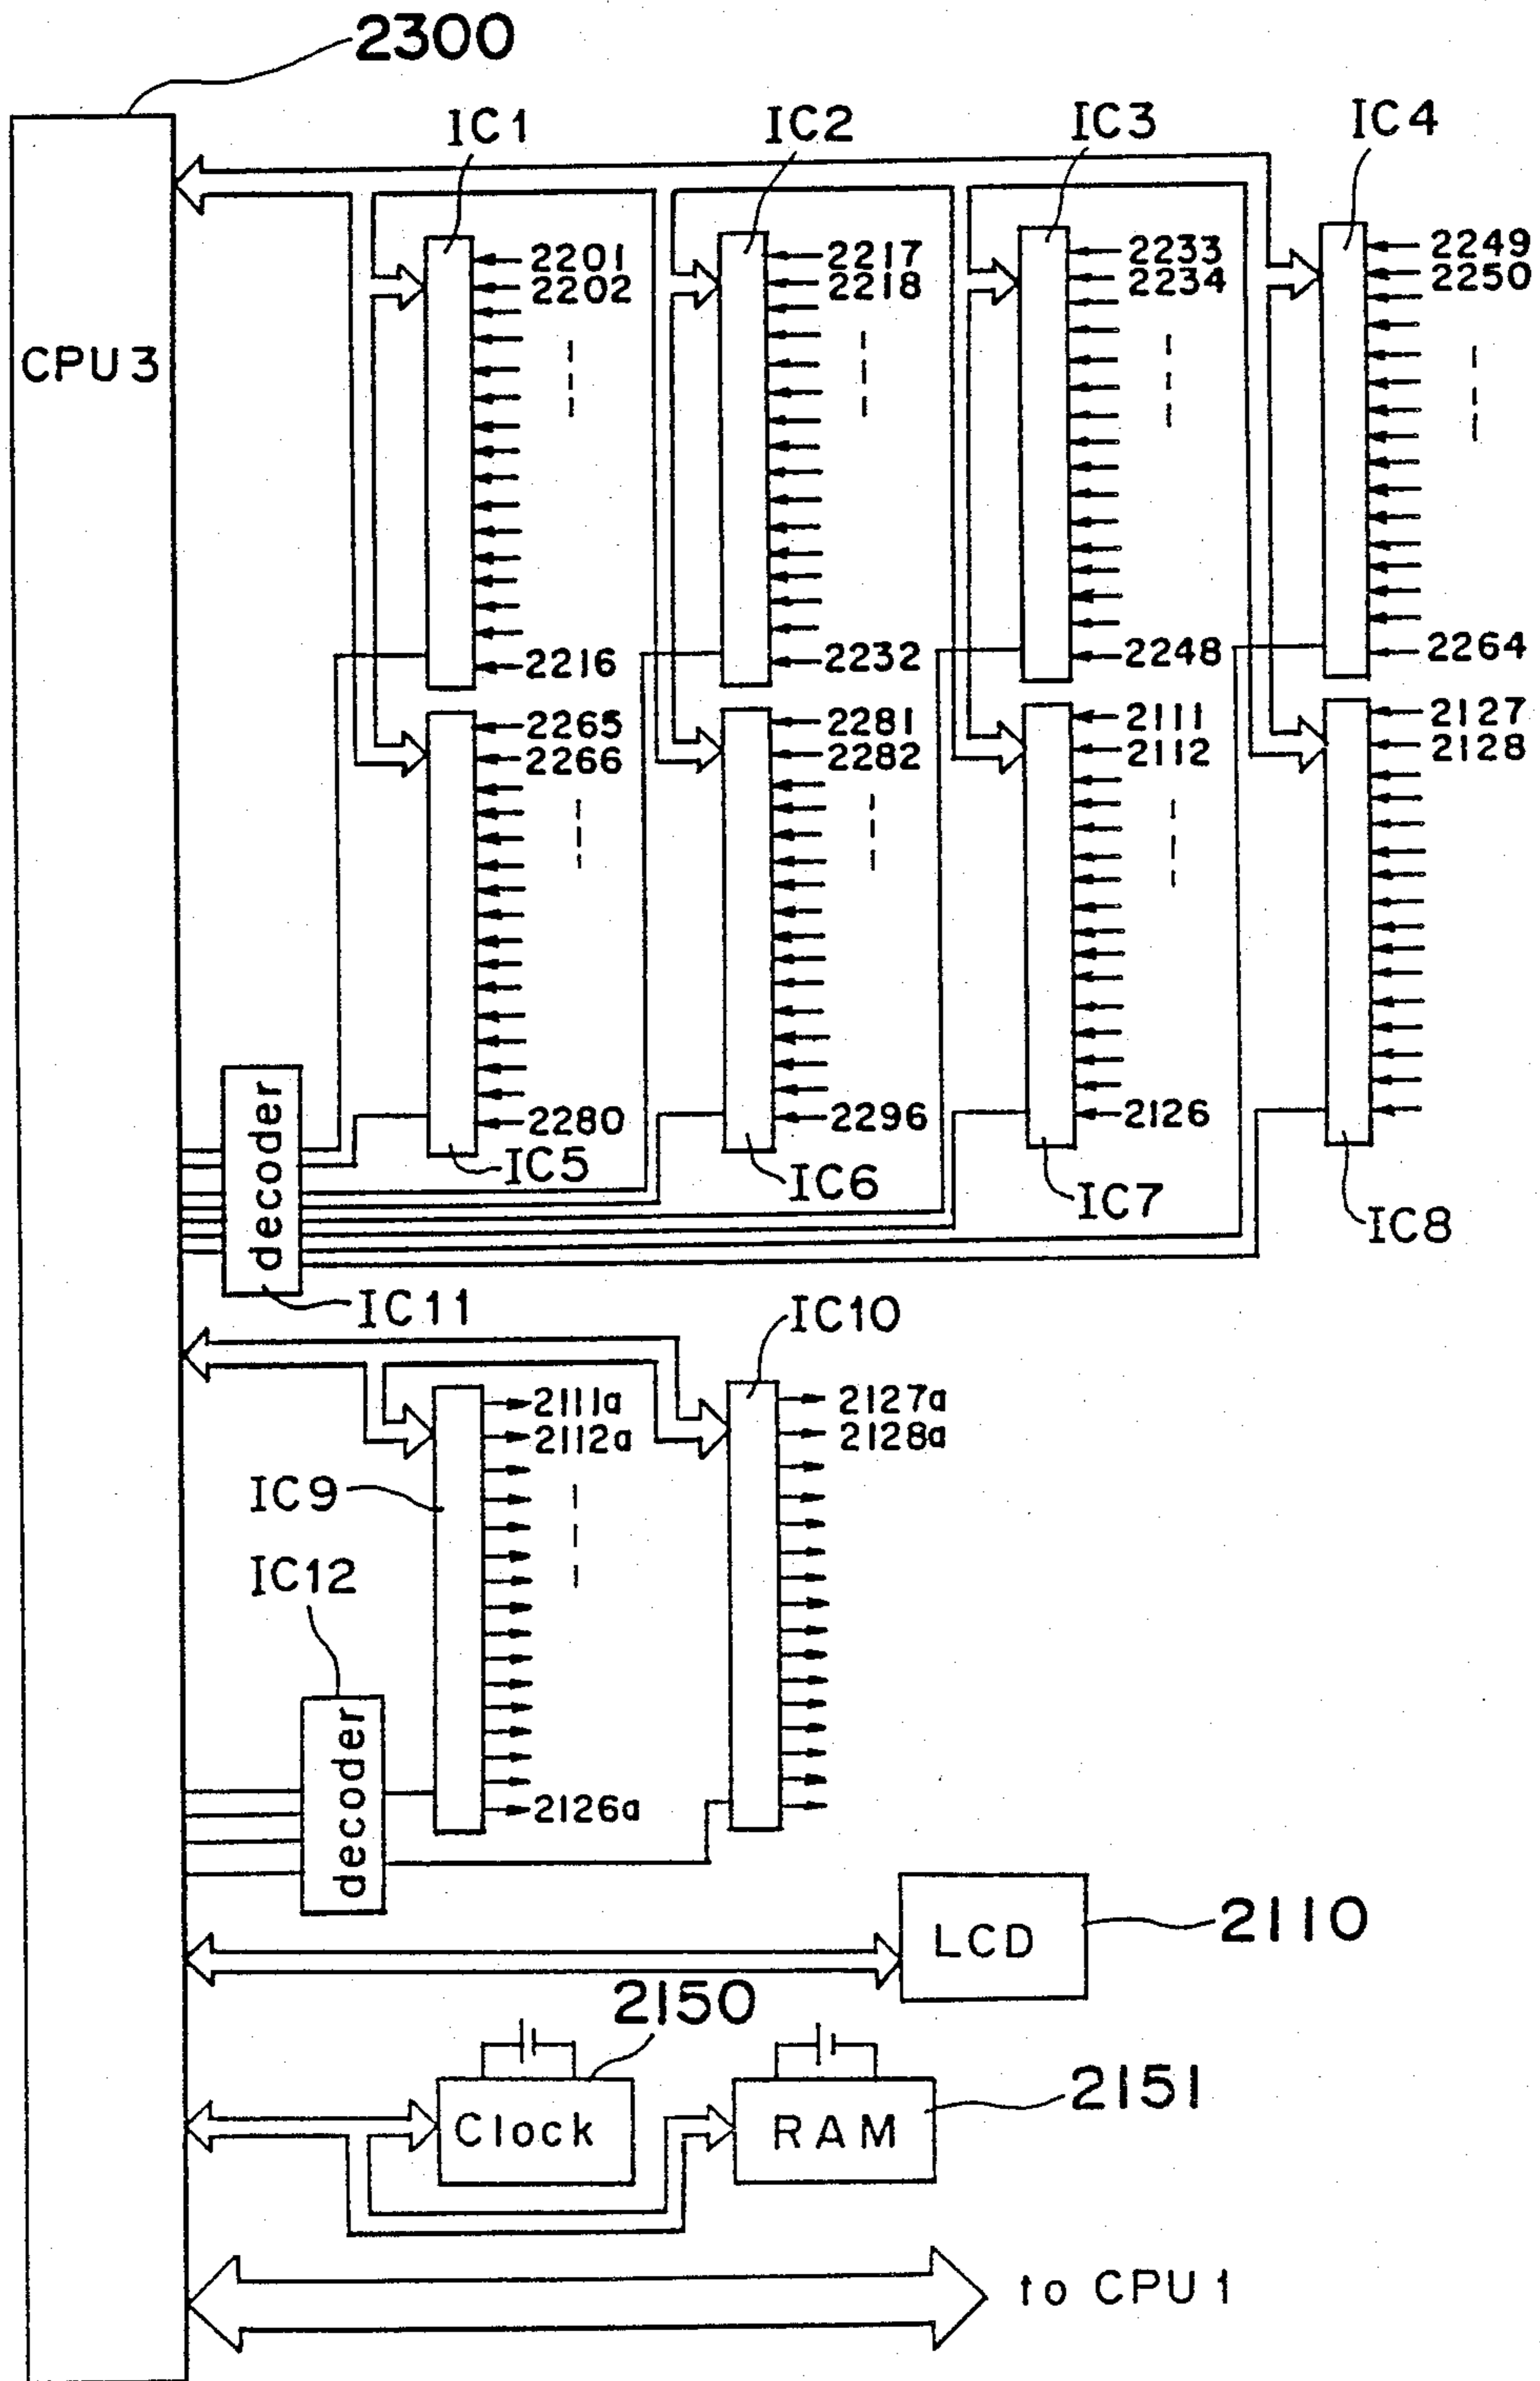 2300
IC1
IC2
IC3
IC4
CPU3
2201
2202
2216
2217
2218
2232
2233
2234
2248
2249
2250
2264
2265
2266
2280
2281
2282
2296
2111
2112
2126
2127
2128
IC5
IC6
IC7
IC8
decoder
IC11
IC10
2111a
2112a
2127a
2128a
IC9
IC12
decoder
2126a
LCD
2110
2150
Clock
RAM
2151
to CPU1